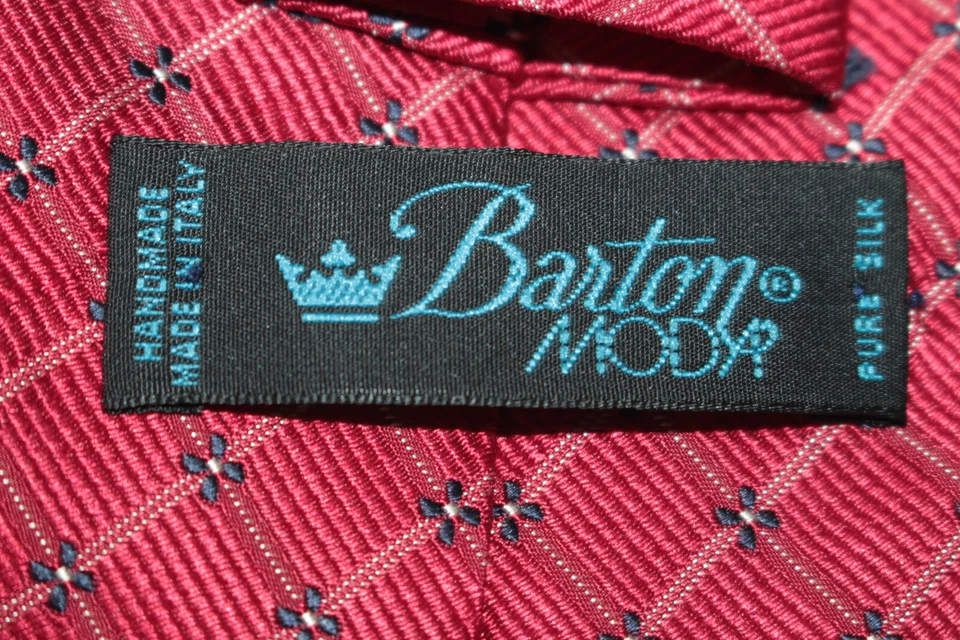 HANDMADE
MADE IN ITALY
Barton®
MODA
PURE SILK